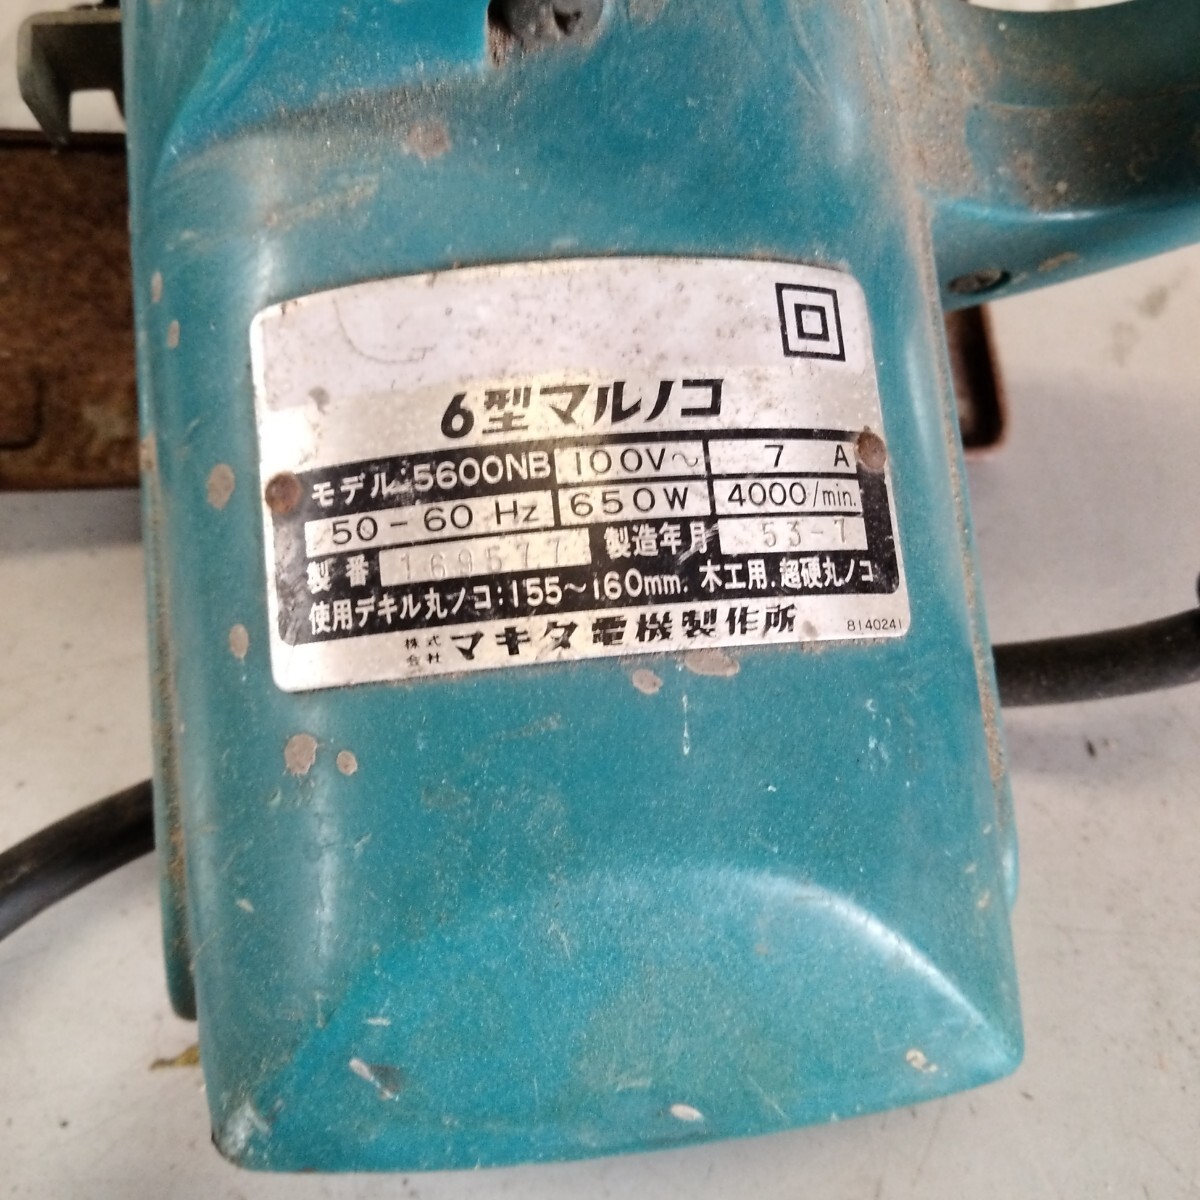 6型マルノコ
モデル:5600NB 100V～ 7 A
50-60 Hz 650W 4000/min.
製番 169577 製造年月 53-7
使用デキル丸ノコ:155～160mm. 木工用.超硬丸ノコ
株式会社 マキタ電機製作所 8140241